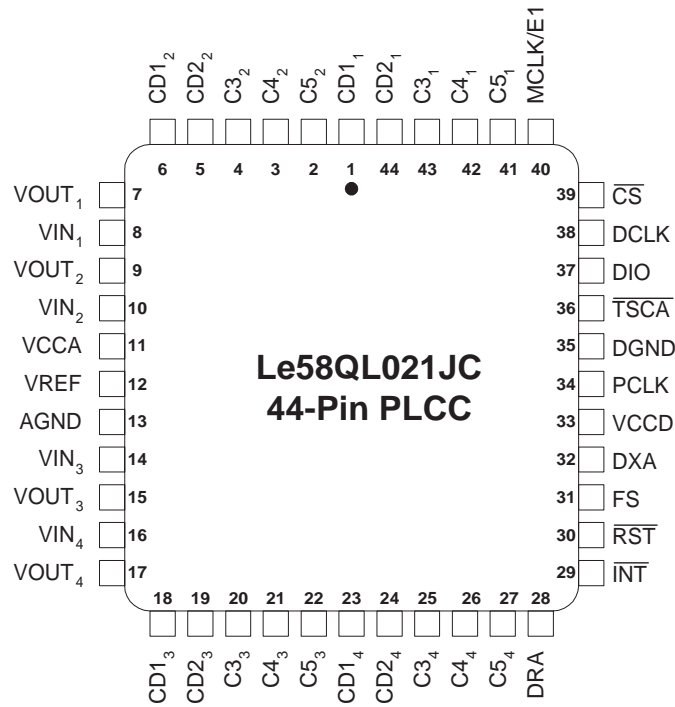 CD1₂ CD2₂ C3₂ C4₂ C5₂ CD1₁ CD2₁ C3₁ C4₁ C5₁ MCLK/E1
6 5 4 3 2 1 44 43 42 41 40
VOUT₁ 7
VIN₁ 8
VOUT₂ 9
VIN₂ 10
VCCA 11
VREF 12
AGND 13
VIN₃ 14
VOUT₃ 15
VIN₄ 16
VOUT₄ 17
Le58QL021JC
44-Pin PLCC
39 C̅S̅
38 DCLK
37 DIO
36 T̅S̅C̅A̅
35 DGND
34 PCLK
33 VCCD
32 DXA
31 FS
30 R̅S̅T̅
29 I̅N̅T̅
18 19 20 21 22 23 24 25 26 27 28
CD1₃ CD2₃ C3₃ C4₃ C5₃ CD1₄ CD2₄ C3₄ C4₄ C5₄ DRA